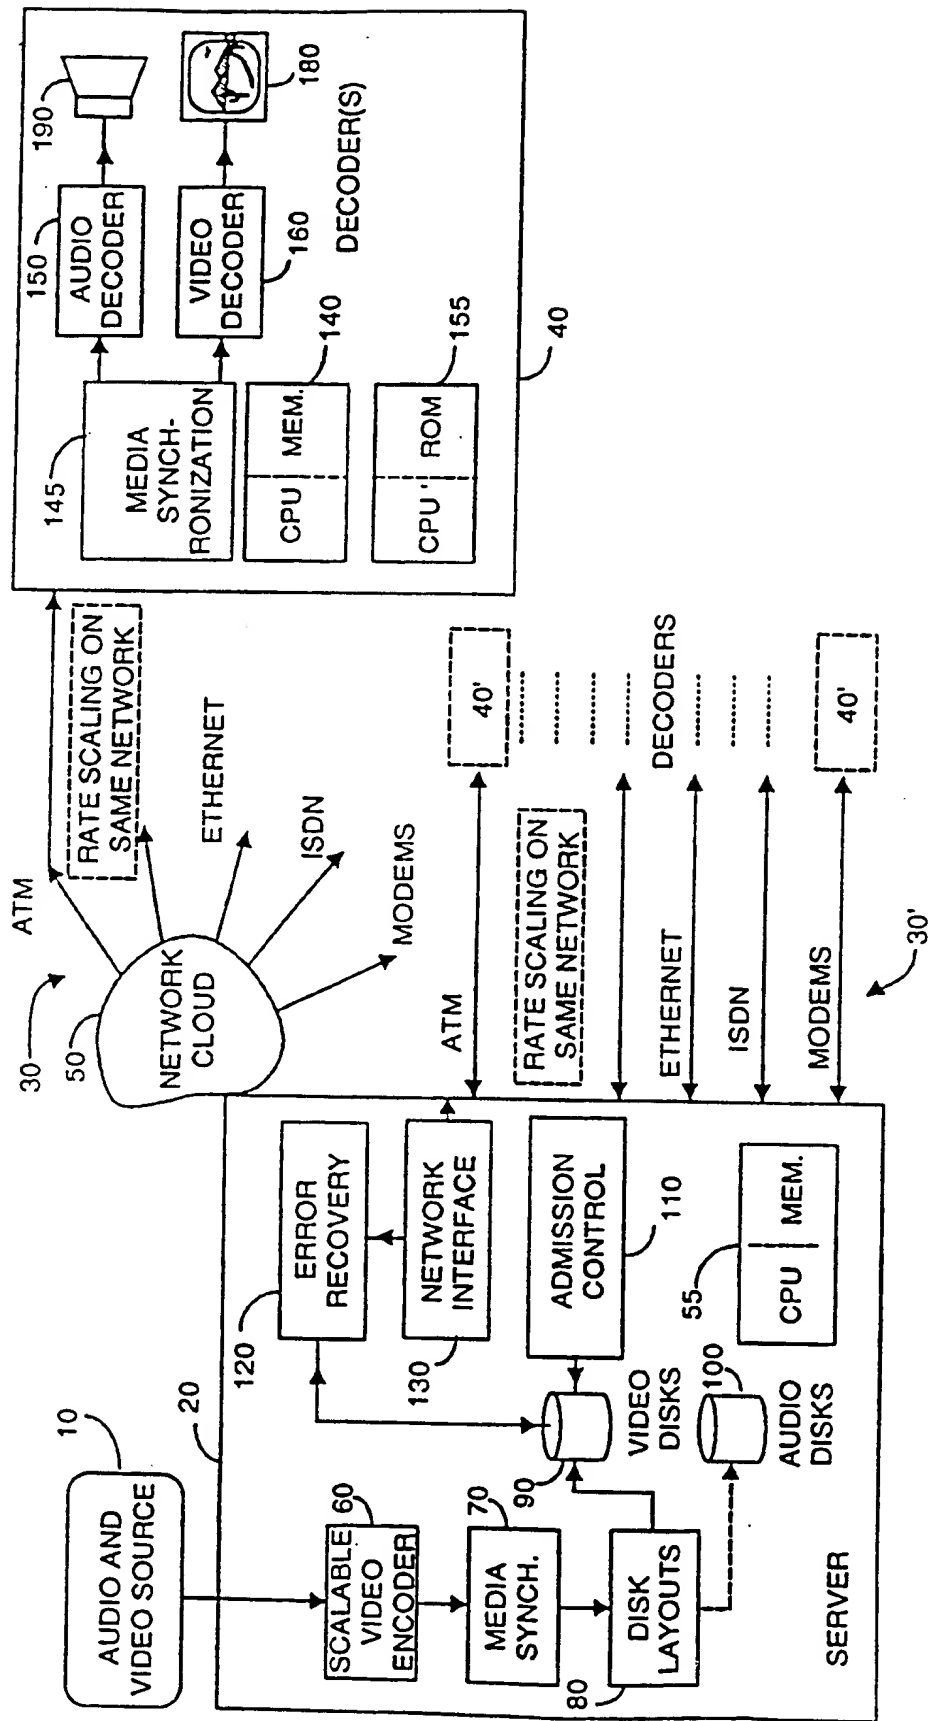 10
AUDIO AND
VIDEO SOURCE
20
SCALABLE
VIDEO
ENCODER
60
MEDIA
SYNCH.
70
DISK
LAYOUTS
80
SERVER
120
ERROR
RECOVERY
130
NETWORK
INTERFACE
90
VIDEO
DISKS
ADMISSION
CONTROL
110
100
AUDIO
DISKS
55
CPU
MEM.
30
50
NETWORK
CLOUD
ATM
RATE SCALING ON
SAME NETWORK
ETHERNET
ISDN
MODEMS
ATM
RATE SCALING ON
SAME NETWORK
ETHERNET
ISDN
MODEMS
30'
40'
DECODERS
40'
145
MEDIA
SYNCH-
RONIZATION
CPU
MEM.
140
CPU '
ROM
155
40
150
AUDIO
DECODER
VIDEO
DECODER
160
190
180
DECODER(S)